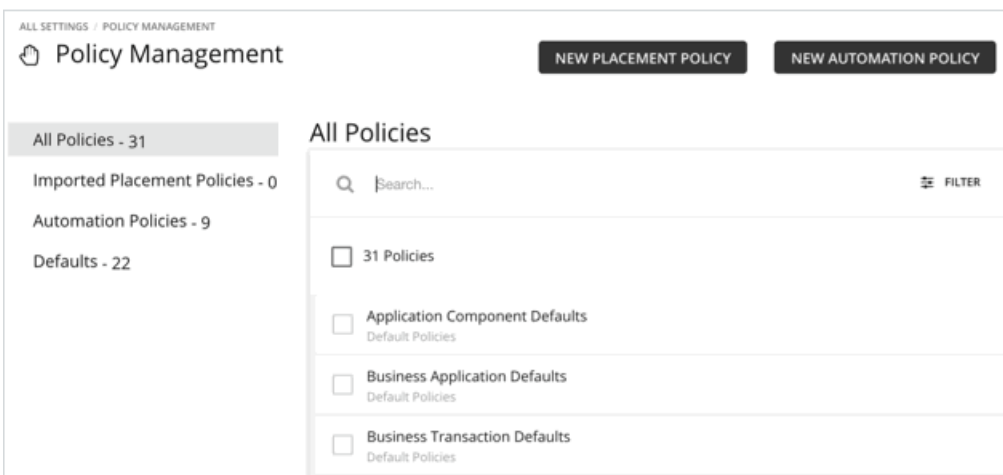 ALL SETTINGS / POLICY MANAGEMENT
Policy Management
NEW PLACEMENT POLICY
NEW AUTOMATION POLICY
All Policies - 31
Imported Placement Policies - 0
Automation Policies - 9
Defaults - 22
All Policies
Search...
FILTER
31 Policies
Application Component Defaults
Default Policies
Business Application Defaults
Default Policies
Business Transaction Defaults
Default Policies